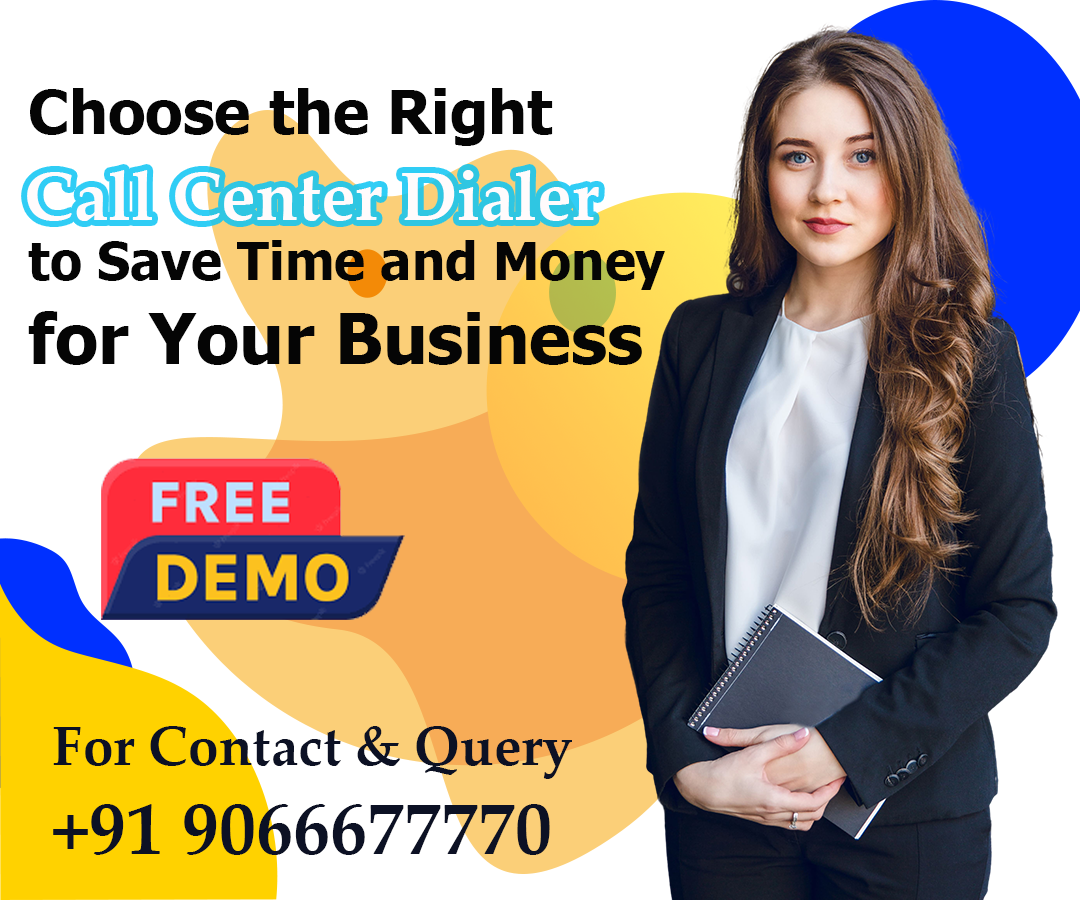 Choose the Right
Call Center Dialer
to Save Time and Money
for Your Business
FREE
DEMO
For Contact & Query
+91 9066677770